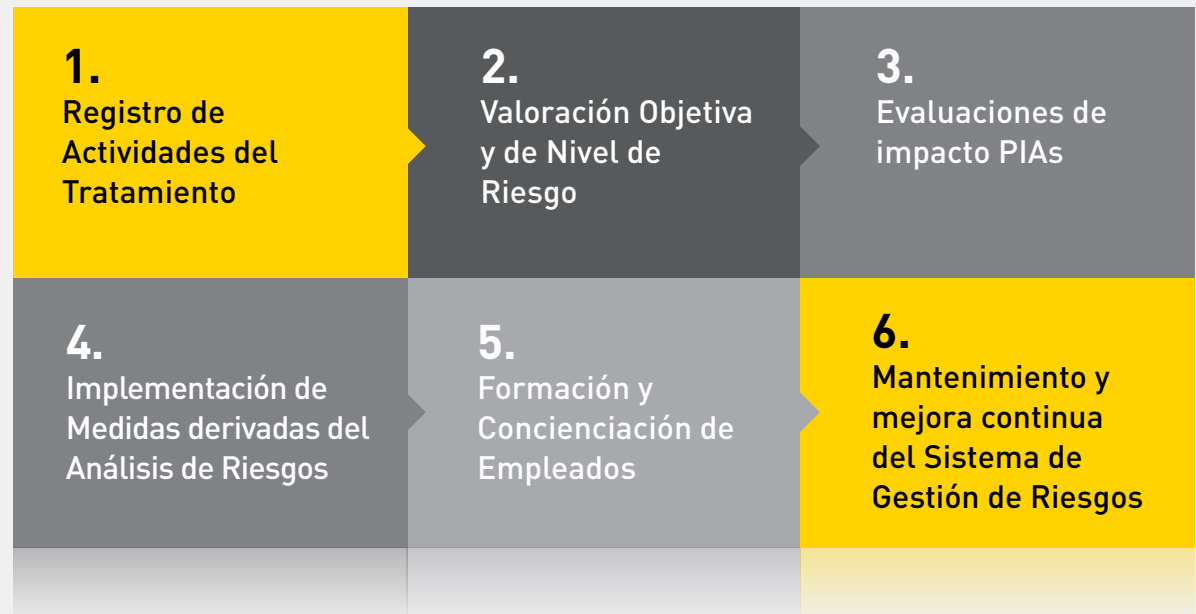 1.
Registro de
Actividades del
Tratamiento
2.
Valoración Objetiva
y de Nivel de
Riesgo
3.
Evaluaciones de
impacto PIAs
4.
Implementación de
Medidas derivadas del
Análisis de Riesgos
5.
Formación y
Concienciación de
Empleados
6.
Mantenimiento y
mejora continua
del Sistema de
Gestión de Riesgos